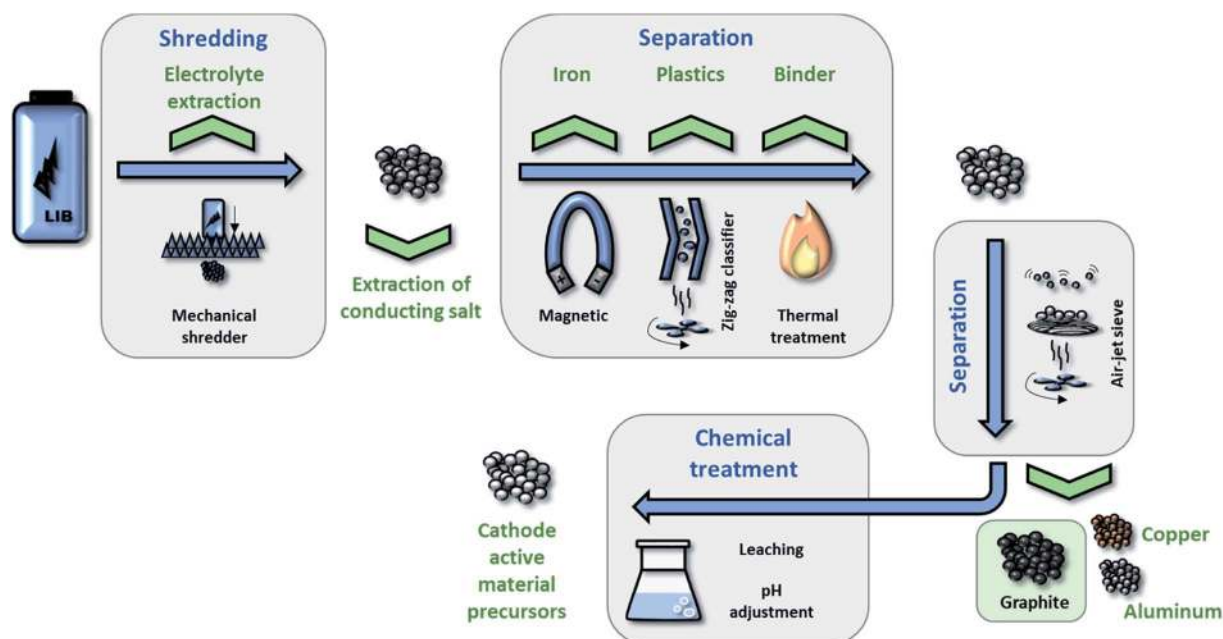 Shredding
Electrolyte
extraction
LIB
Mechanical
shredder
Extraction of
conducting salt
Separation
Iron
Plastics
Binder
+
-
Magnetic
Zig-zag classifier
Thermal
treatment
Separation
Air-jet sieve
Copper
Graphite
Aluminum
Chemical
treatment
Leaching
pH
adjustment
Cathode
active
material
precursors